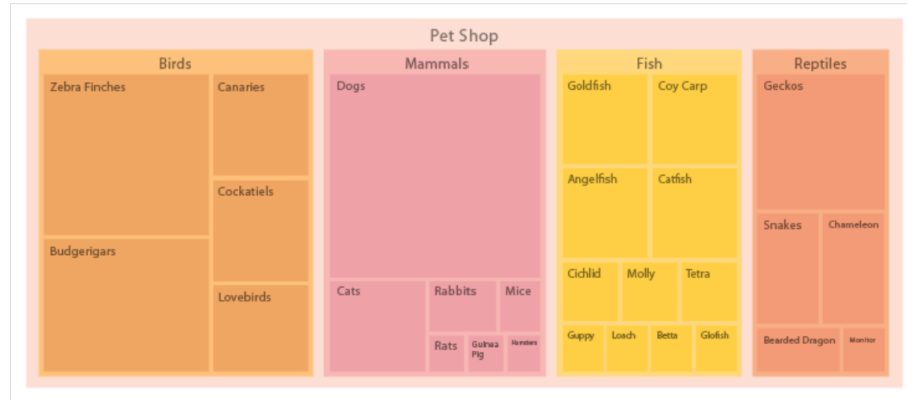 Pet Shop
Birds
Zebra Finches
Canaries
Cockatiels
Budgerigars
Lovebirds
Mammals
Dogs
Cats
Rabbits
Mice
Rats
Guinea
Pig
Hamsters
Fish
Goldfish
Coy Carp
Angelfish
Catfish
Cichlid
Molly
Tetra
Guppy
Loach
Betta
Glofish
Reptiles
Geckos
Snakes
Chameleon
Bearded Dragon
Monitor